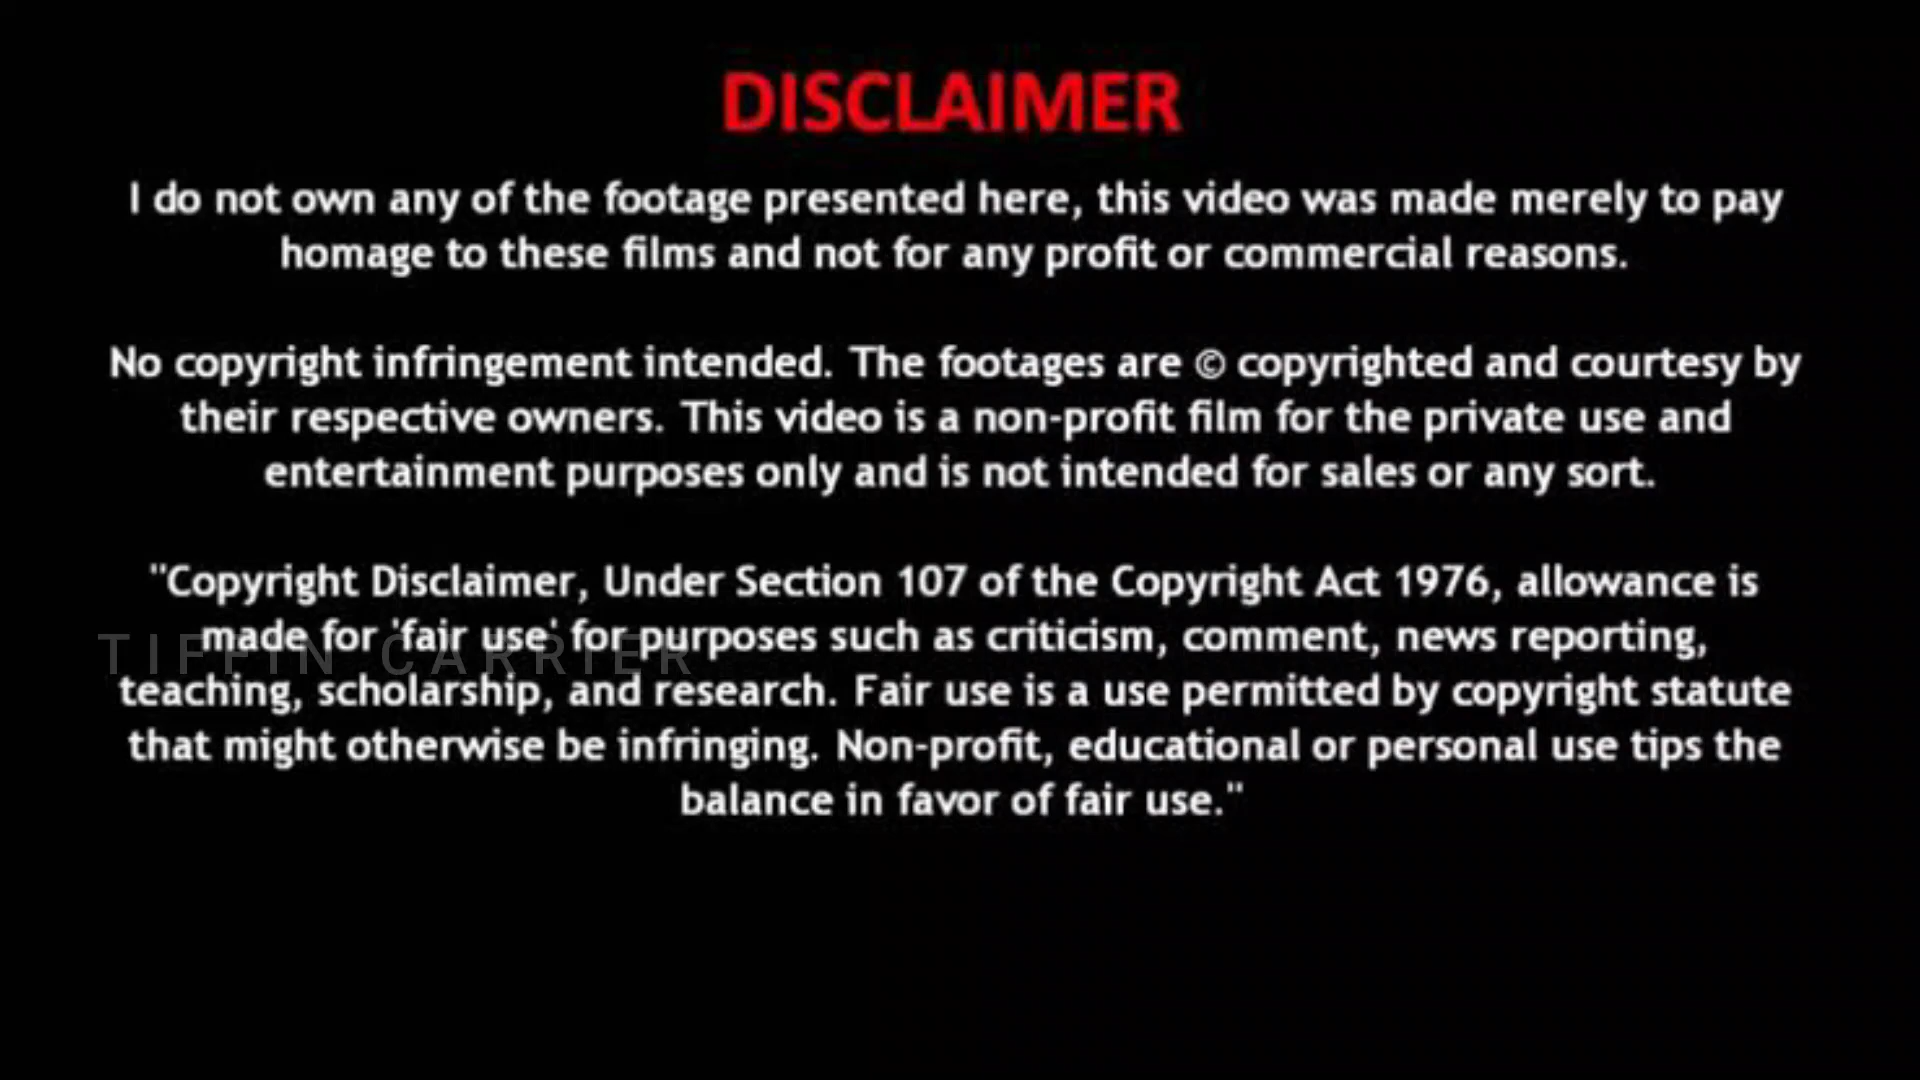 DISCLAIMER
I do not own any of the footage presented here, this video was made merely to pay
homage to these films and not for any profit or commercial reasons.
No copyright infringement intended. The footages are © copyrighted and courtesy by
their respective owners. This video is a non-profit film for the private use and
entertainment purposes only and is not intended for sales or any sort.
"Copyright Disclaimer, Under Section 107 of the Copyright Act 1976, allowance is
made for 'fair use' for purposes such as criticism, comment, news reporting,
TIFFIN CARRIER
teaching, scholarship, and research. Fair use is a use permitted by copyright statute
that might otherwise be infringing. Non-profit, educational or personal use tips the
balance in favor of fair use."